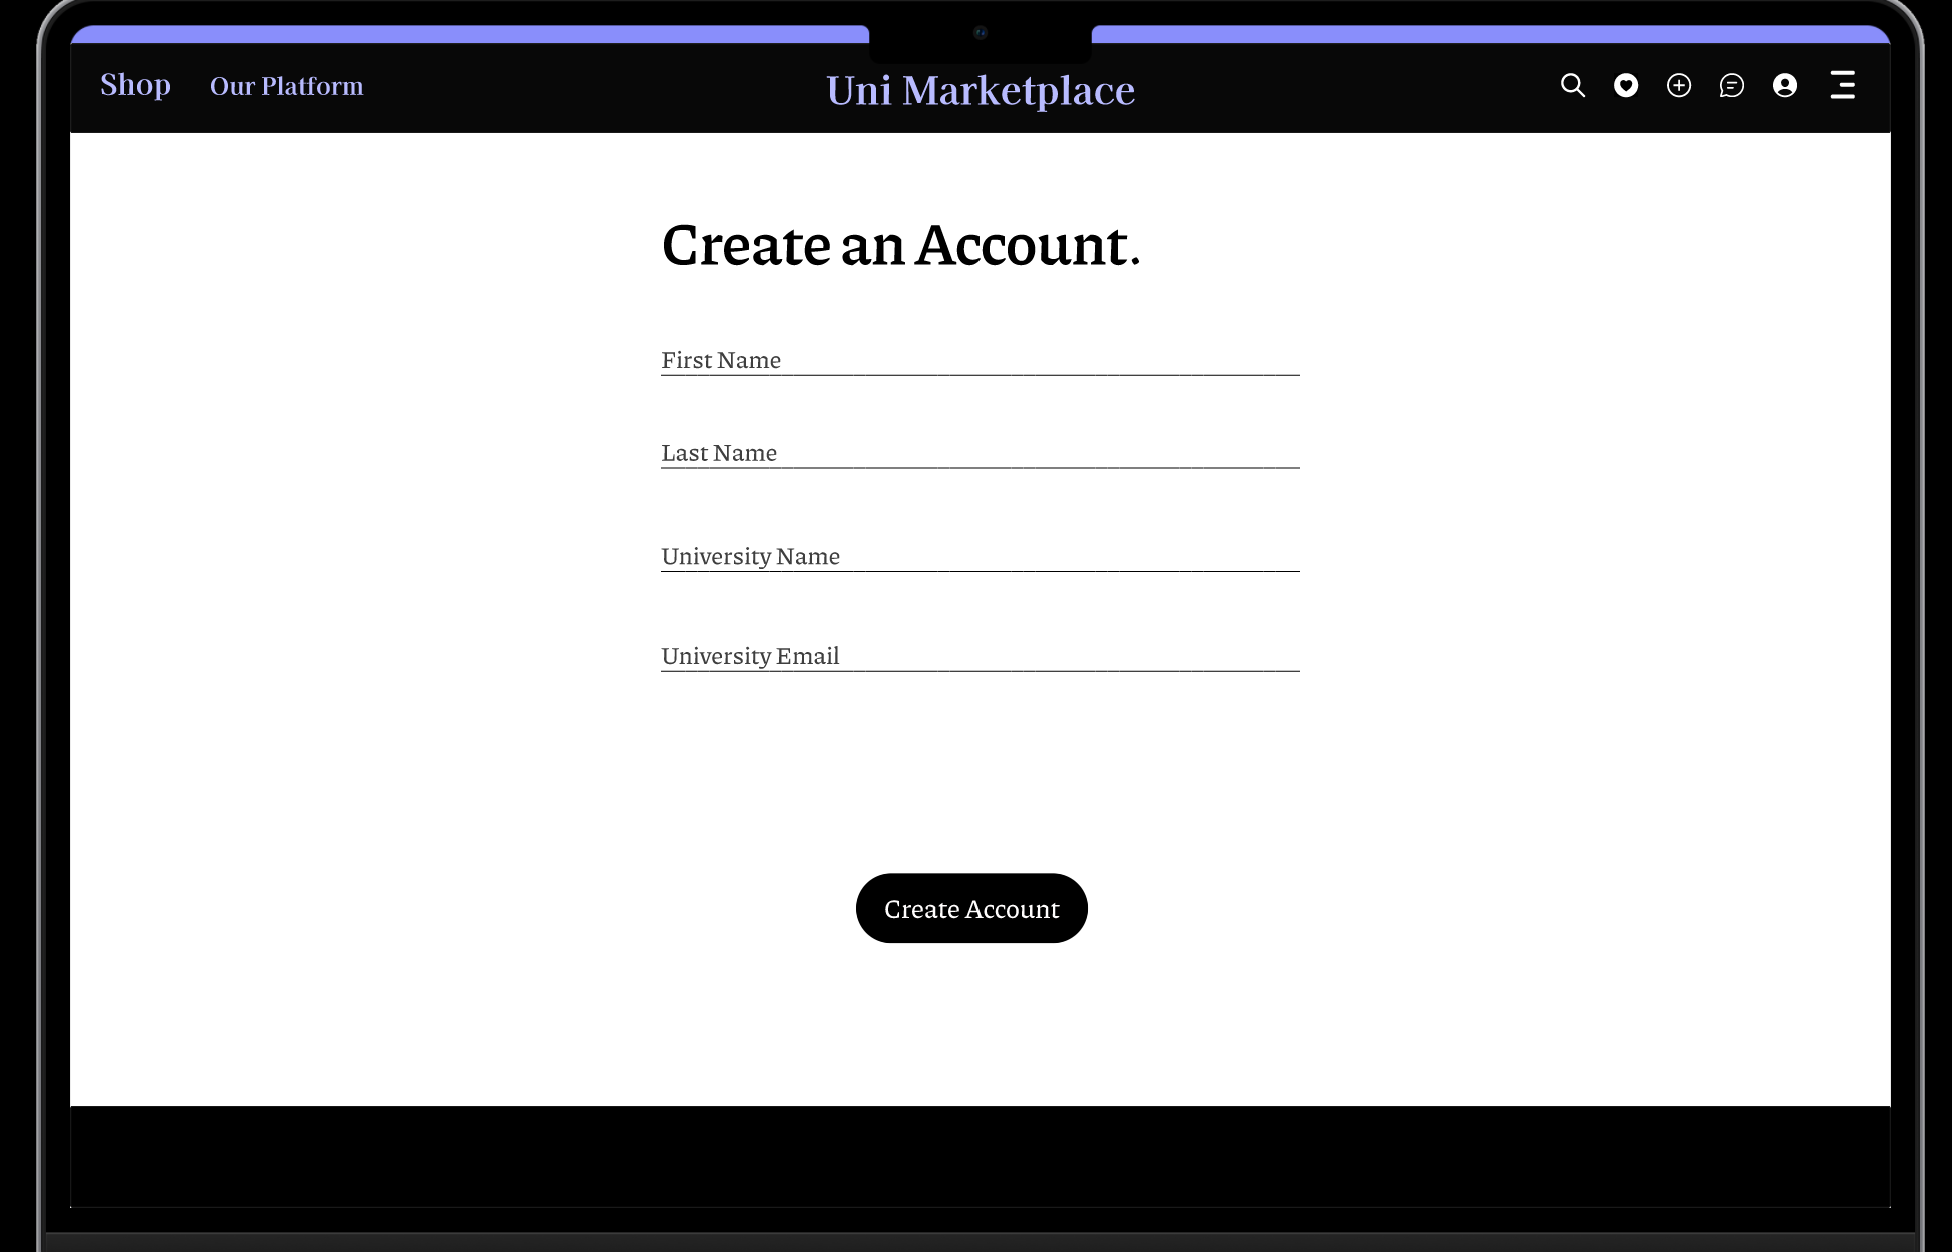 Shop Our Platform Uni Marketplace
Create an Account.
First Name
Last Name
University Name
University Email
Create Account